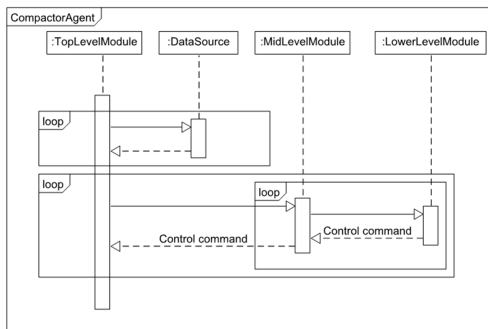 CompactorAgent
:TopLevelModule
:DataSource
:MidLevelModule
:LowerLevelModule
loop
loop
loop
Control command
Control command